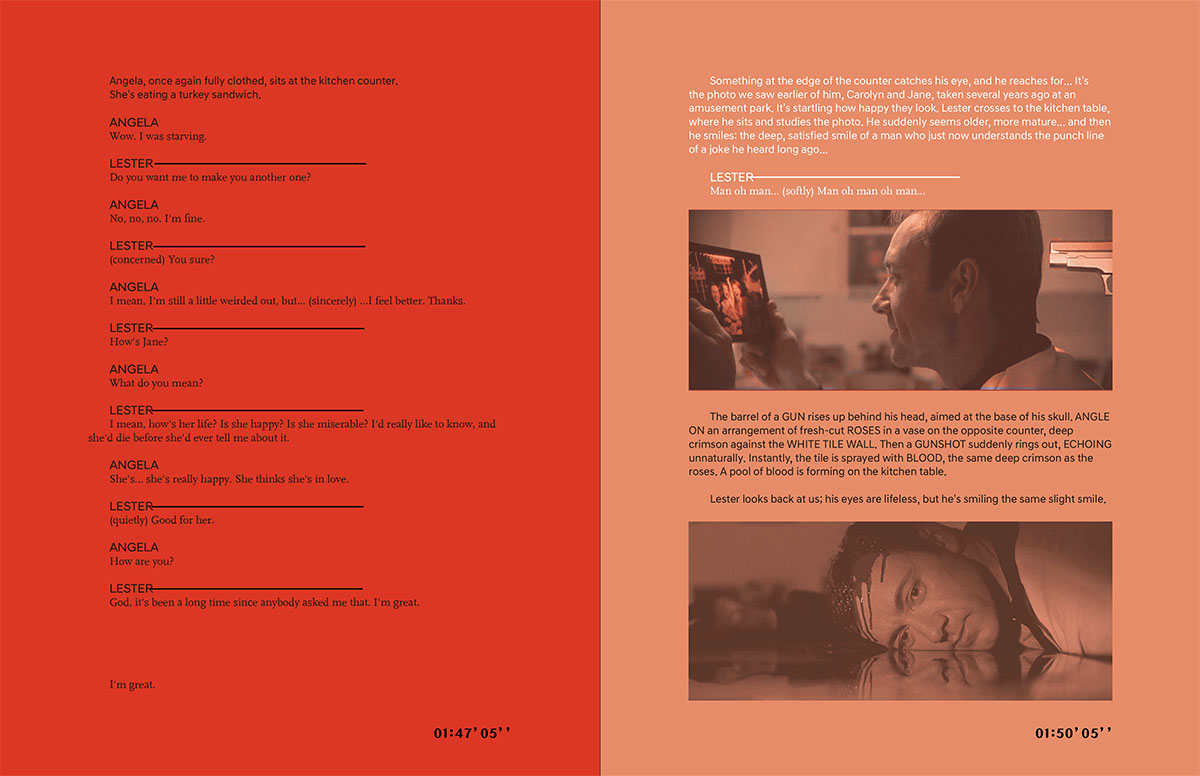 Angela, once again fully clothed, sits at the kitchen counter.
She's eating a turkey sandwich.
ANGELA
Wow. I was starving.
LESTER
Do you want me to make you another one?
ANGELA
No, no, no. I'm fine.
LESTER
(concerned) You sure?
ANGELA
I mean, I'm still a little weirded out, but... (sincerely) ...I feel better. Thanks.
LESTER
How's Jane?
ANGELA
What do you mean?
LESTER
I mean, how's her life? Is she happy? Is she miserable? I'd really like to know, and
she'd die before she'd ever tell me about it.
ANGELA
She's... she's really happy. She thinks she's in love.
LESTER
(quietly) Good for her.
ANGELA
How are you?
LESTER
God, it's been a long time since anybody asked me that. I'm great.
I'm great.
01:47'05''
Something at the edge of the counter catches his eye, and he reaches for... It's
the photo we saw earlier of him, Carolyn and Jane, taken several years ago at an
amusement park. It's startling how happy they look. Lester crosses to the kitchen table,
where he sits and studies the photo. He suddenly seems older, more mature... and then
he smiles: the deep, satisfied smile of a man who just now understands the punch line
of a joke he heard long ago...
LESTER
Man oh man... (softly) Man oh man oh man...
The barrel of a GUN rises up behind his head, aimed at the base of his skull. ANGLE
ON an arrangement of fresh-cut ROSES in a vase on the opposite counter, deep
crimson against the WHITE TILE WALL. Then a GUNSHOT suddenly rings out, ECHOING
unnaturally. Instantly, the tile is sprayed with BLOOD, the same deep crimson as the
roses. A pool of blood is forming on the kitchen table.
Lester looks back at us; his eyes are lifeless, but he's smiling the same slight smile.
01:50'05''